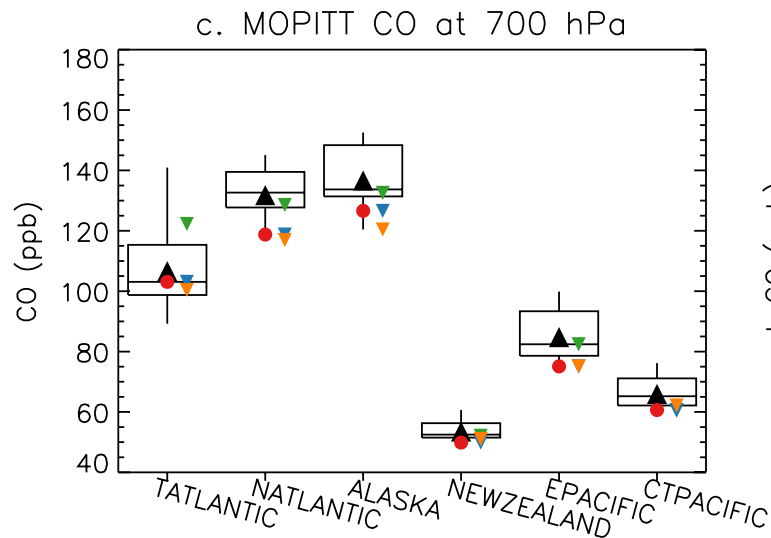 c. MOPITT CO at 700 hPa
180
160
140
120
100
80
60
40
CO (ppb)
TATLANTIC
NATLANTIC
ALASKA
NEWZEALAND
EPACIFIC
CTPACIFIC